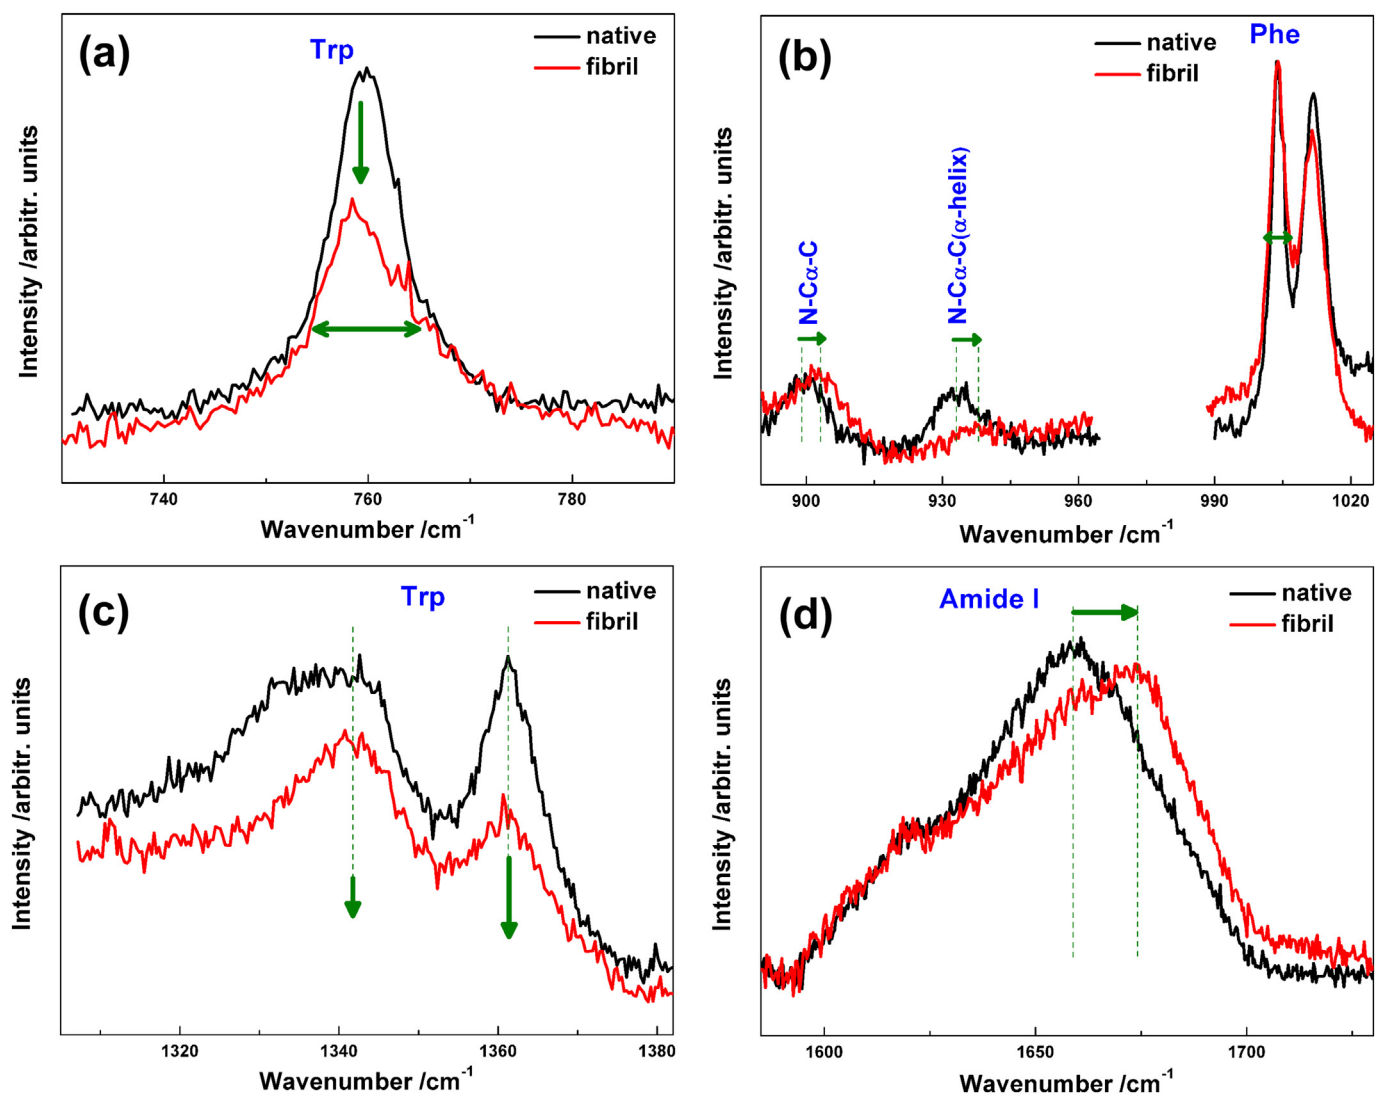 (a)
Trp
native
fibril
Intensity /arbitr. units
740
760
780
Wavenumber /cm-1
(b)
Phe
native
fibril
N-Cα-C
N-Cα-C(α-helix)
Intensity /arbitr. units
900
930
960
990
1020
Wavenumber /cm-1
(c)
Trp
native
fibril
Intensity /arbitr. units
1320
1340
1360
1380
Wavenumber /cm-1
(d)
Amide I
native
fibril
Intensity /arbitr. units
1600
1650
1700
Wavenumber /cm-1